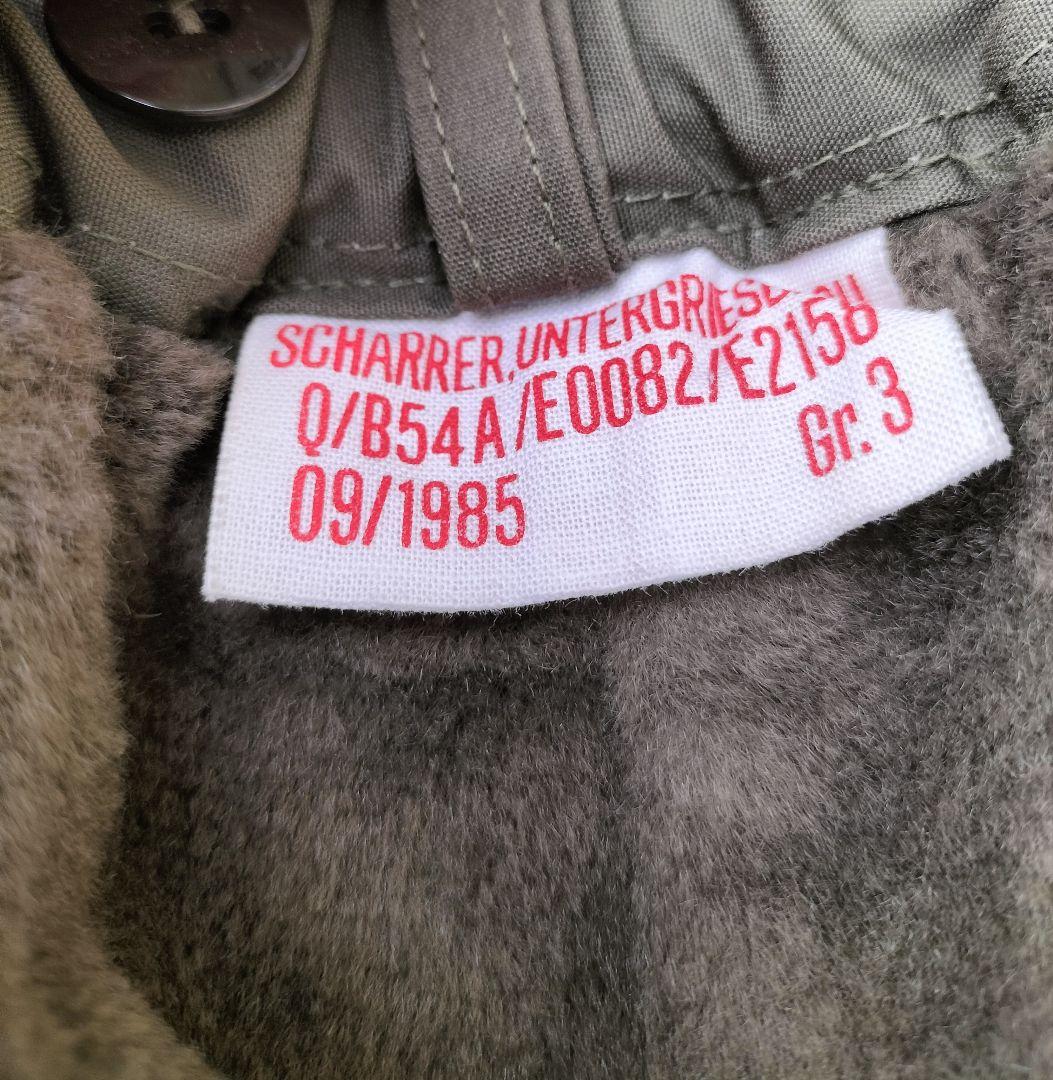 SCHARRER, UNTERGRIESBACH
Q/B54A/E0082/E2158
09/1985 Gr. 3